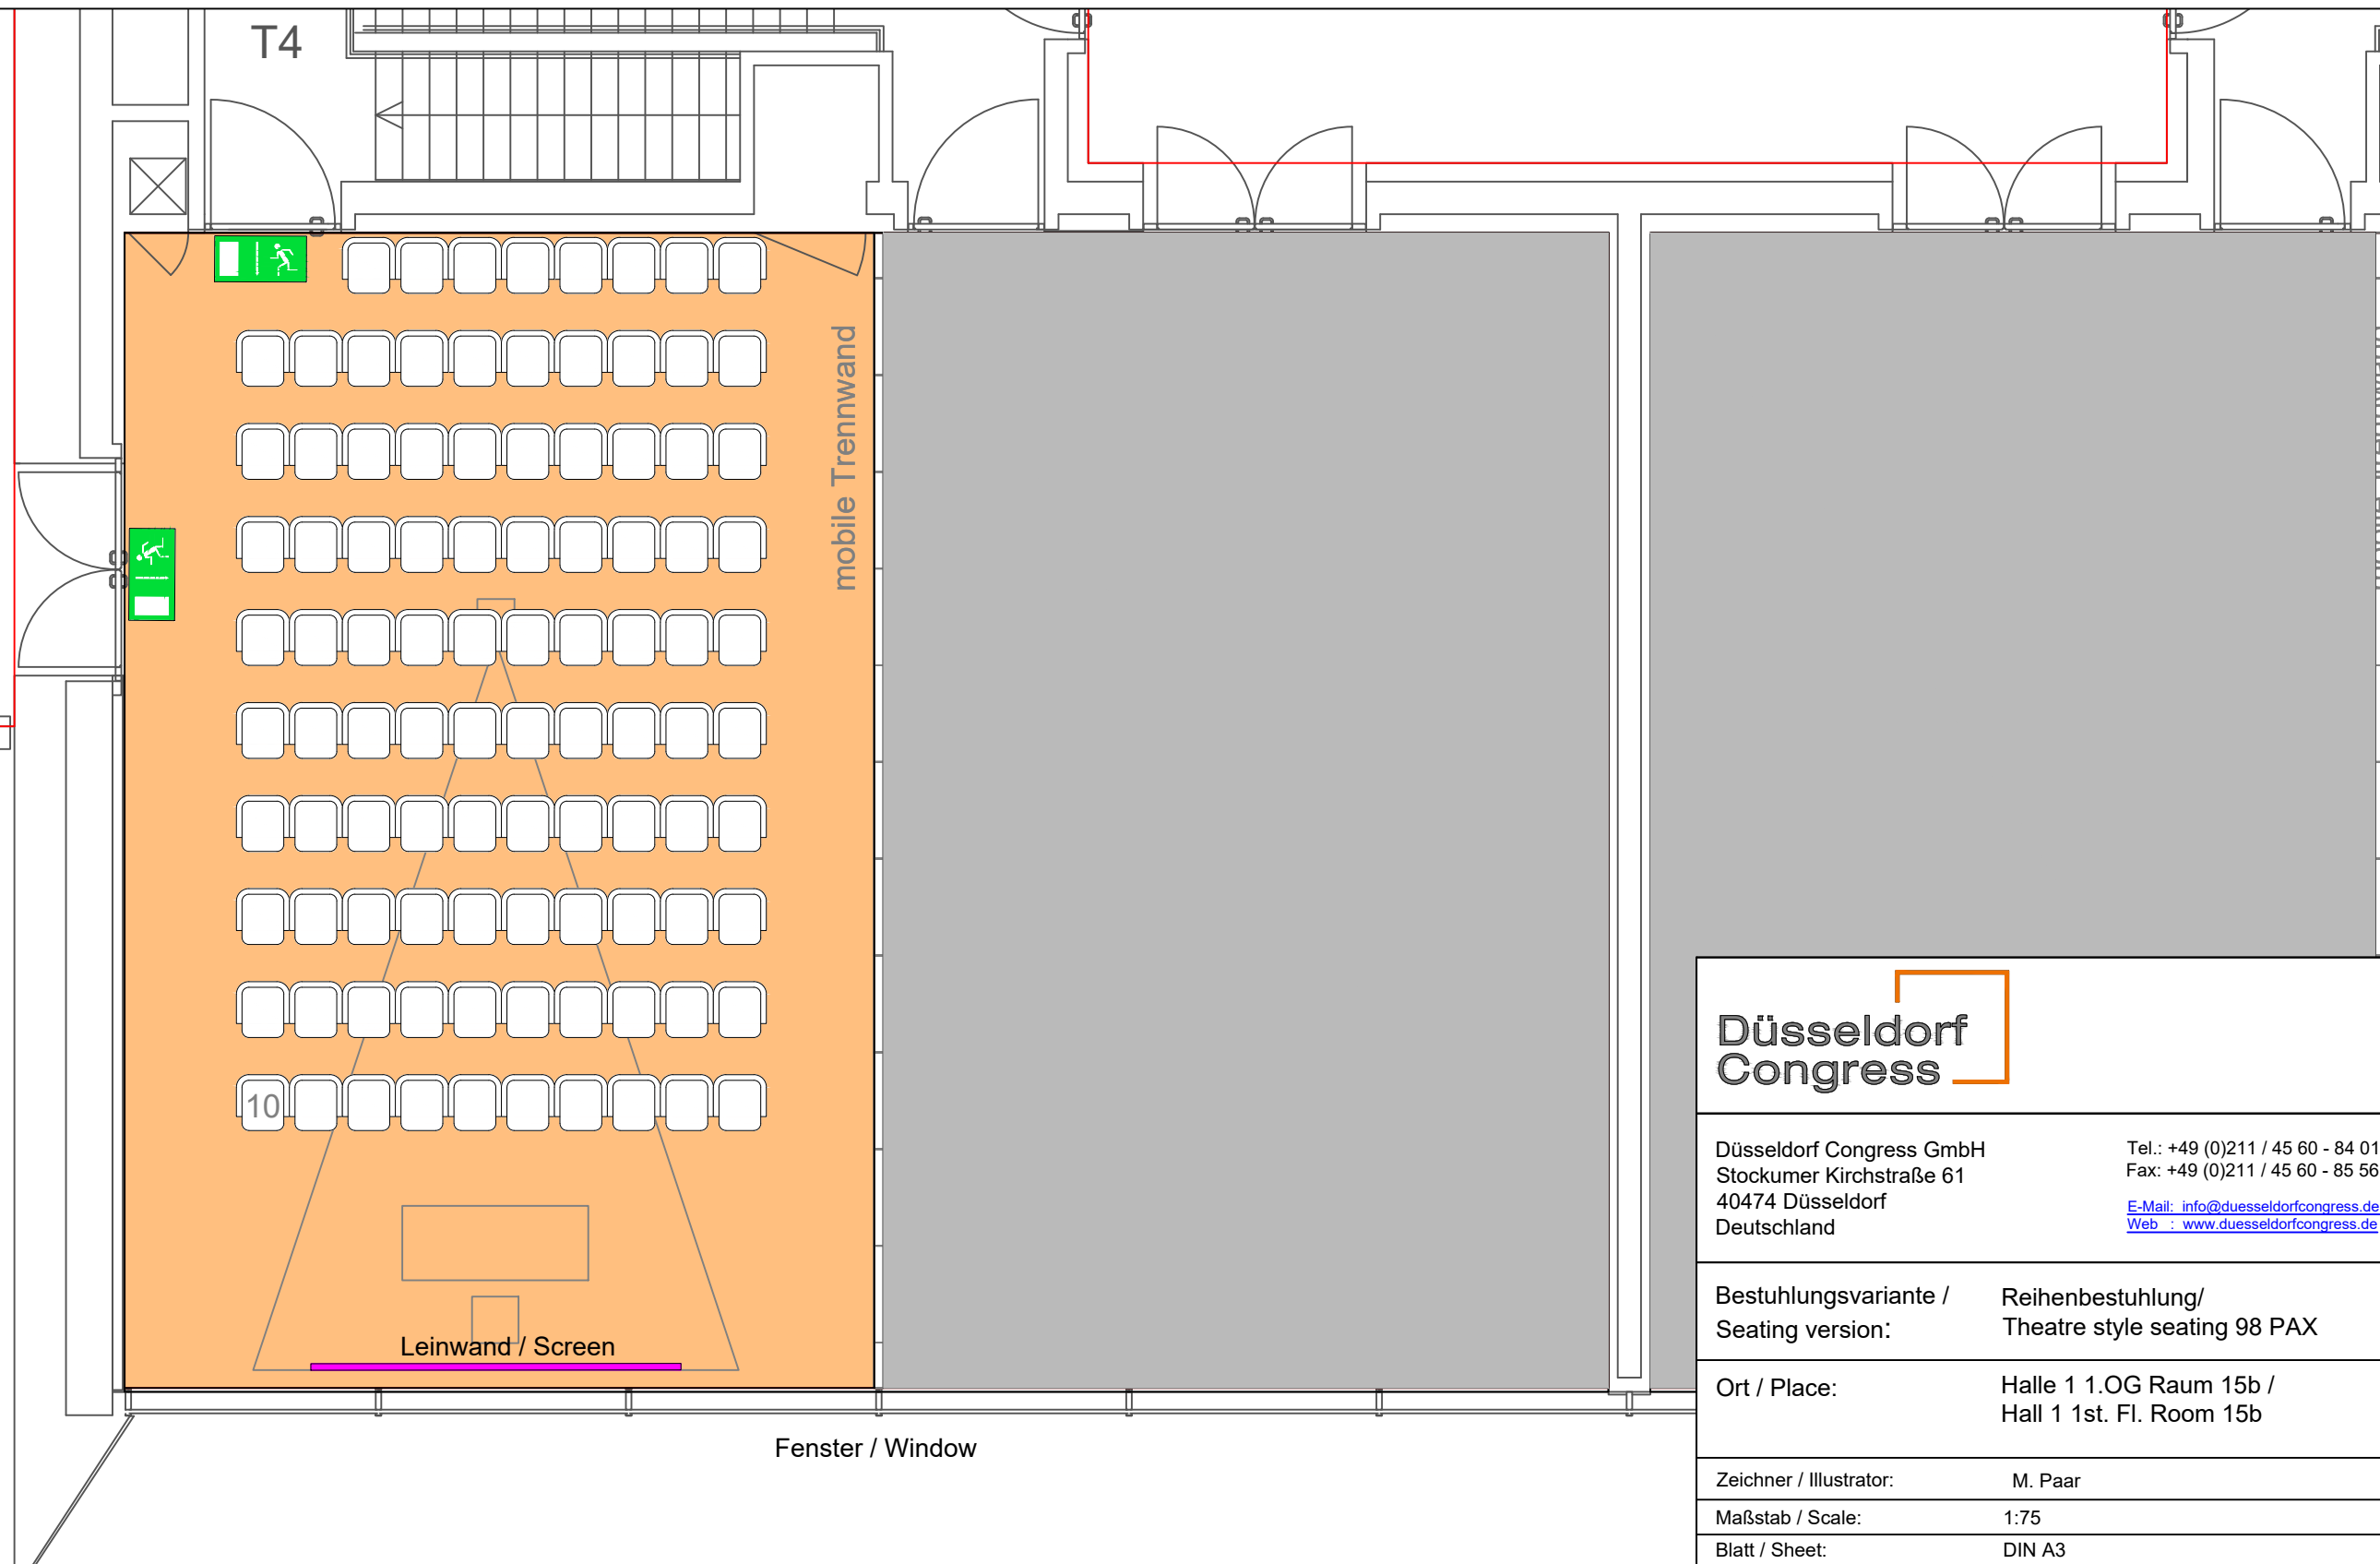 T4
mobile Trennwand
10
Leinwand / Screen
Fenster / Window
Düsseldorf
Congress
Düsseldorf Congress GmbH
Stockumer Kirchstraße 61
40474 Düsseldorf
Deutschland
Tel.: +49 (0)211 / 45 60 - 84 01
Fax: +49 (0)211 / 45 60 - 85 56
E-Mail: info@duesseldorfcongress.de
Web : www.duesseldorfcongress.de
Bestuhlungsvariante /
Seating version:
Reihenbestuhlung/
Theatre style seating 98 PAX
Ort / Place:
Halle 1 1.OG Raum 15b /
Hall 1 1st. Fl. Room 15b
Zeichner / Illustrator:
M. Paar
Maßstab / Scale:
1:75
Blatt / Sheet:
DIN A3